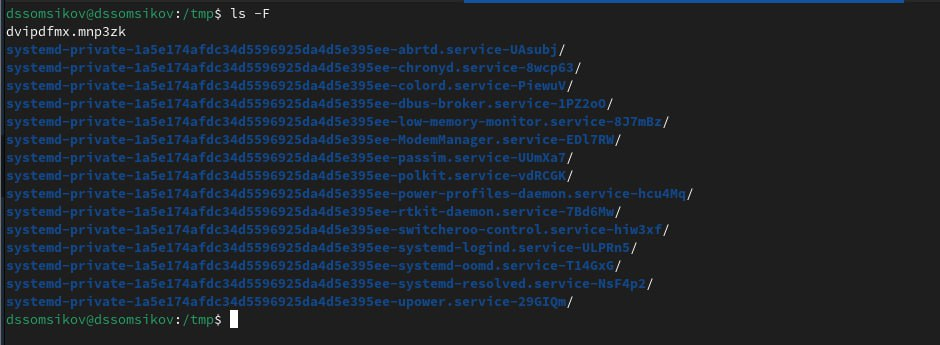 dssomsikov@dssomsikov:/tmp$ ls -F
dvipdfmx.mnp3zk
systemd-private-1a5e174afdc34d5596925da4d5e395ee-abrtd.service-UAsubj/
systemd-private-1a5e174afdc34d5596925da4d5e395ee-chronyd.service-8wcp63/
systemd-private-1a5e174afdc34d5596925da4d5e395ee-colord.service-PiewuV/
systemd-private-1a5e174afdc34d5596925da4d5e395ee-dbus-broker.service-1PZ2oO/
systemd-private-1a5e174afdc34d5596925da4d5e395ee-low-memory-monitor.service-8J7mBz/
systemd-private-1a5e174afdc34d5596925da4d5e395ee-ModemManager.service-EDl7RW/
systemd-private-1a5e174afdc34d5596925da4d5e395ee-passim.service-UUmXa7/
systemd-private-1a5e174afdc34d5596925da4d5e395ee-polkit.service-vdRCGK/
systemd-private-1a5e174afdc34d5596925da4d5e395ee-power-profiles-daemon.service-hcu4Mq/
systemd-private-1a5e174afdc34d5596925da4d5e395ee-rtkit-daemon.service-7Bd6Mw/
systemd-private-1a5e174afdc34d5596925da4d5e395ee-switcheroo-control.service-hiw3xf/
systemd-private-1a5e174afdc34d5596925da4d5e395ee-systemd-logind.service-ULPRn5/
systemd-private-1a5e174afdc34d5596925da4d5e395ee-systemd-oomd.service-T14GxG/
systemd-private-1a5e174afdc34d5596925da4d5e395ee-systemd-resolved.service-NsF4p2/
systemd-private-1a5e174afdc34d5596925da4d5e395ee-upower.service-29GIQm/
dssomsikov@dssomsikov:/tmp$